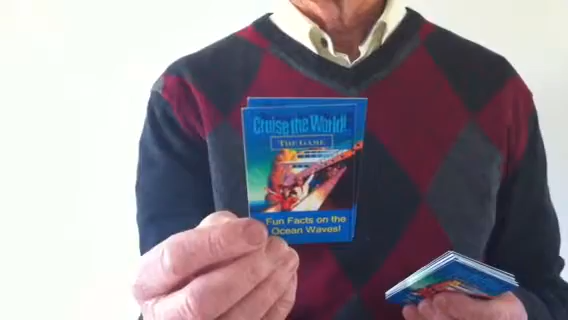 Cruise the World!
THE GAME
Fun Facts on the
Ocean Waves!